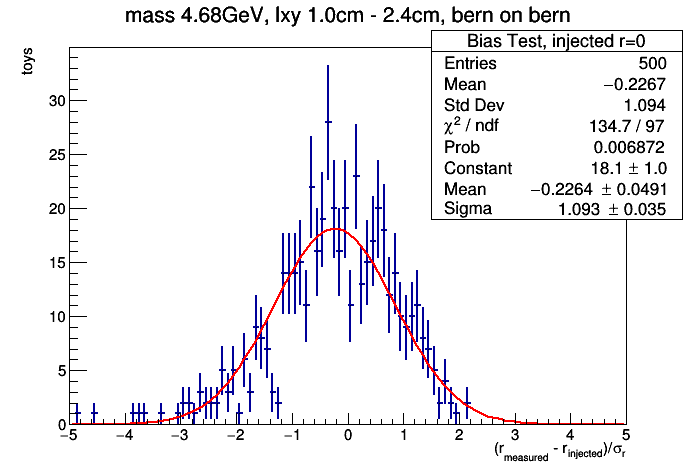 mass 4.68GeV, lxy 1.0cm - 2.4cm, bern on bern
Bias Test, injected r=0
Entries 500
Mean −0.2267
Std Dev 1.094
χ² / ndf 134.7 / 97
Prob 0.006872
Constant 18.1 ± 1.0
Mean −0.2264 ± 0.0491
Sigma 1.093 ± 0.035
toys
30
25
20
15
10
5
0
−5 −4 −3 −2 −1 0 1 2 3 4 5
(r_measured - r_injected)/σ_r